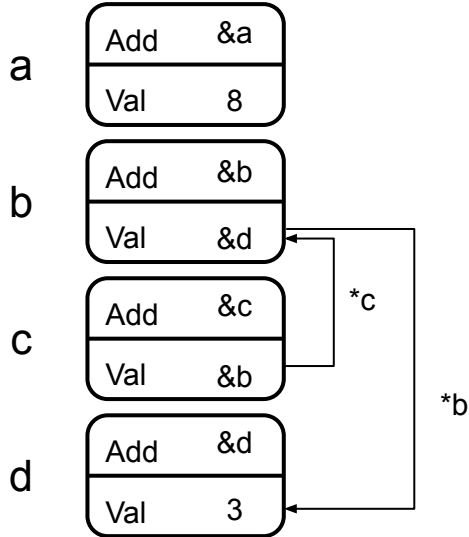 a
Add &a
Val 8
b
Add &b
Val &d
c
Add &c
Val &b
*c
*b
d
Add &d
Val 3